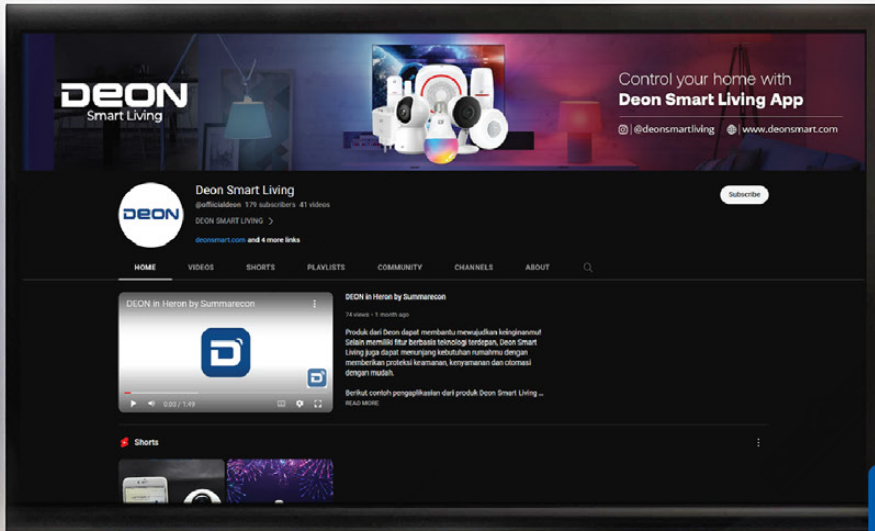 DEON
Smart Living
Control your home with
Deon Smart Living App
@deonsmartliving www.deonsmart.com
DEON
Deon Smart Living
@officialdeon 179 subscribers 41 videos
DEON SMART LIVING
deonsmart.com and 4 more links
Subscribe
HOME VIDEOS SHORTS PLAYLISTS COMMUNITY CHANNELS ABOUT
DEON in Heron by Summarecon
0:00 / 1:49
DEON in Heron by Summarecon
74 views • 1 month ago
Produk dari Deon dapat membantu mewujudkan keinginanmu!
Selain memiliki fitur berbasis teknologi terdepan, Deon Smart
Living juga dapat menunjang kebutuhan rumahmu dengan
memberikan proteksi keamanan, kenyamanan dan otomasi
dengan mudah.
Berikut contoh pengaplikasian dari produk Deon Smart Living ...
READ MORE
Shorts